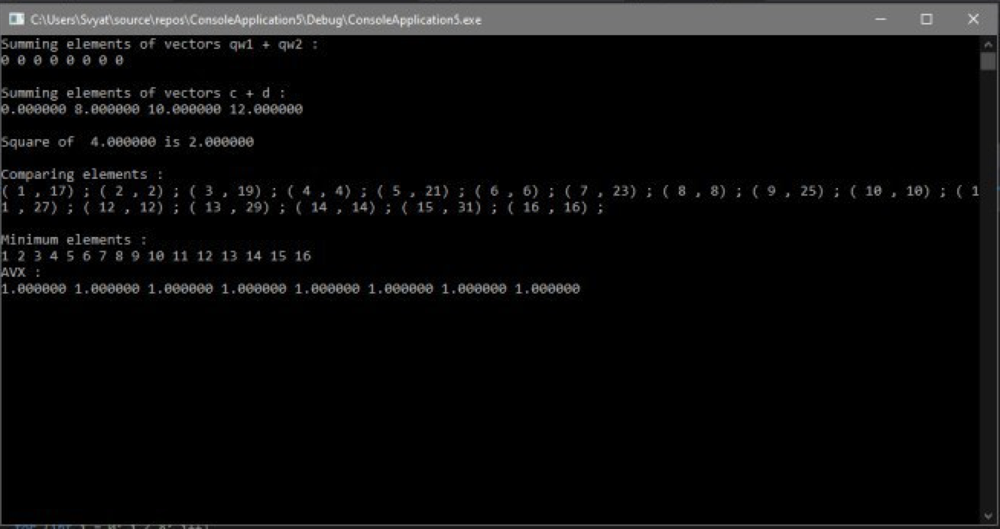 C:\Users\Svyat\source\repos\ConsoleApplication5\Debug\ConsoleApplication5.exe
Summing elements of vectors qw1 + qw2 :
0 0 0 0 0 0 0 0
Summing elements of vectors c + d :
0.000000 8.000000 10.000000 12.000000
Square of  4.000000 is 2.000000
Comparing elements :
( 1 , 17) ; ( 2 , 2) ; ( 3 , 19) ; ( 4 , 4) ; ( 5 , 21) ; ( 6 , 6) ; ( 7 , 23) ; ( 8 , 8) ; ( 9 , 25) ; ( 10 , 10) ; ( 1
1 , 27) ; ( 12 , 12) ; ( 13 , 29) ; ( 14 , 14) ; ( 15 , 31) ; ( 16 , 16) ;
Minimum elements :
1 2 3 4 5 6 7 8 9 10 11 12 13 14 15 16
AVX :
1.000000 1.000000 1.000000 1.000000 1.000000 1.000000 1.000000 1.000000